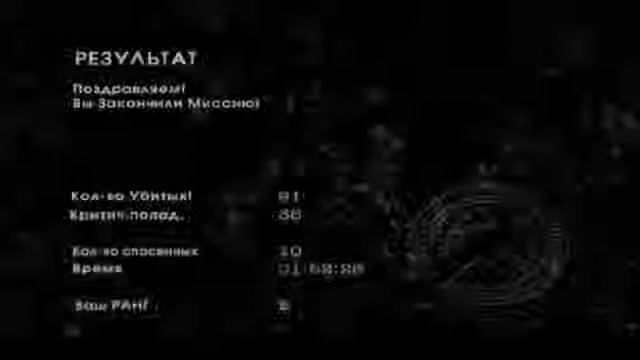 РЕЗУЛЬТАТ
Поздравляем!
Вы Закончили Миссию!
Кол-во Убитых!
Критич.попад.
Кол-во спасенных 10
Время
Ваш РАНГ